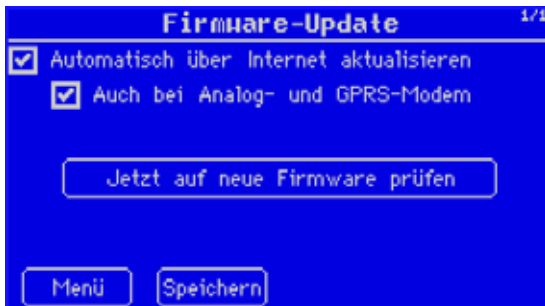 Firmware-Update 1/1
Automatisch über Internet aktualisieren
Auch bei Analog- und GPRS-Modem
Jetzt auf neue Firmware prüfen
Menü Speichern